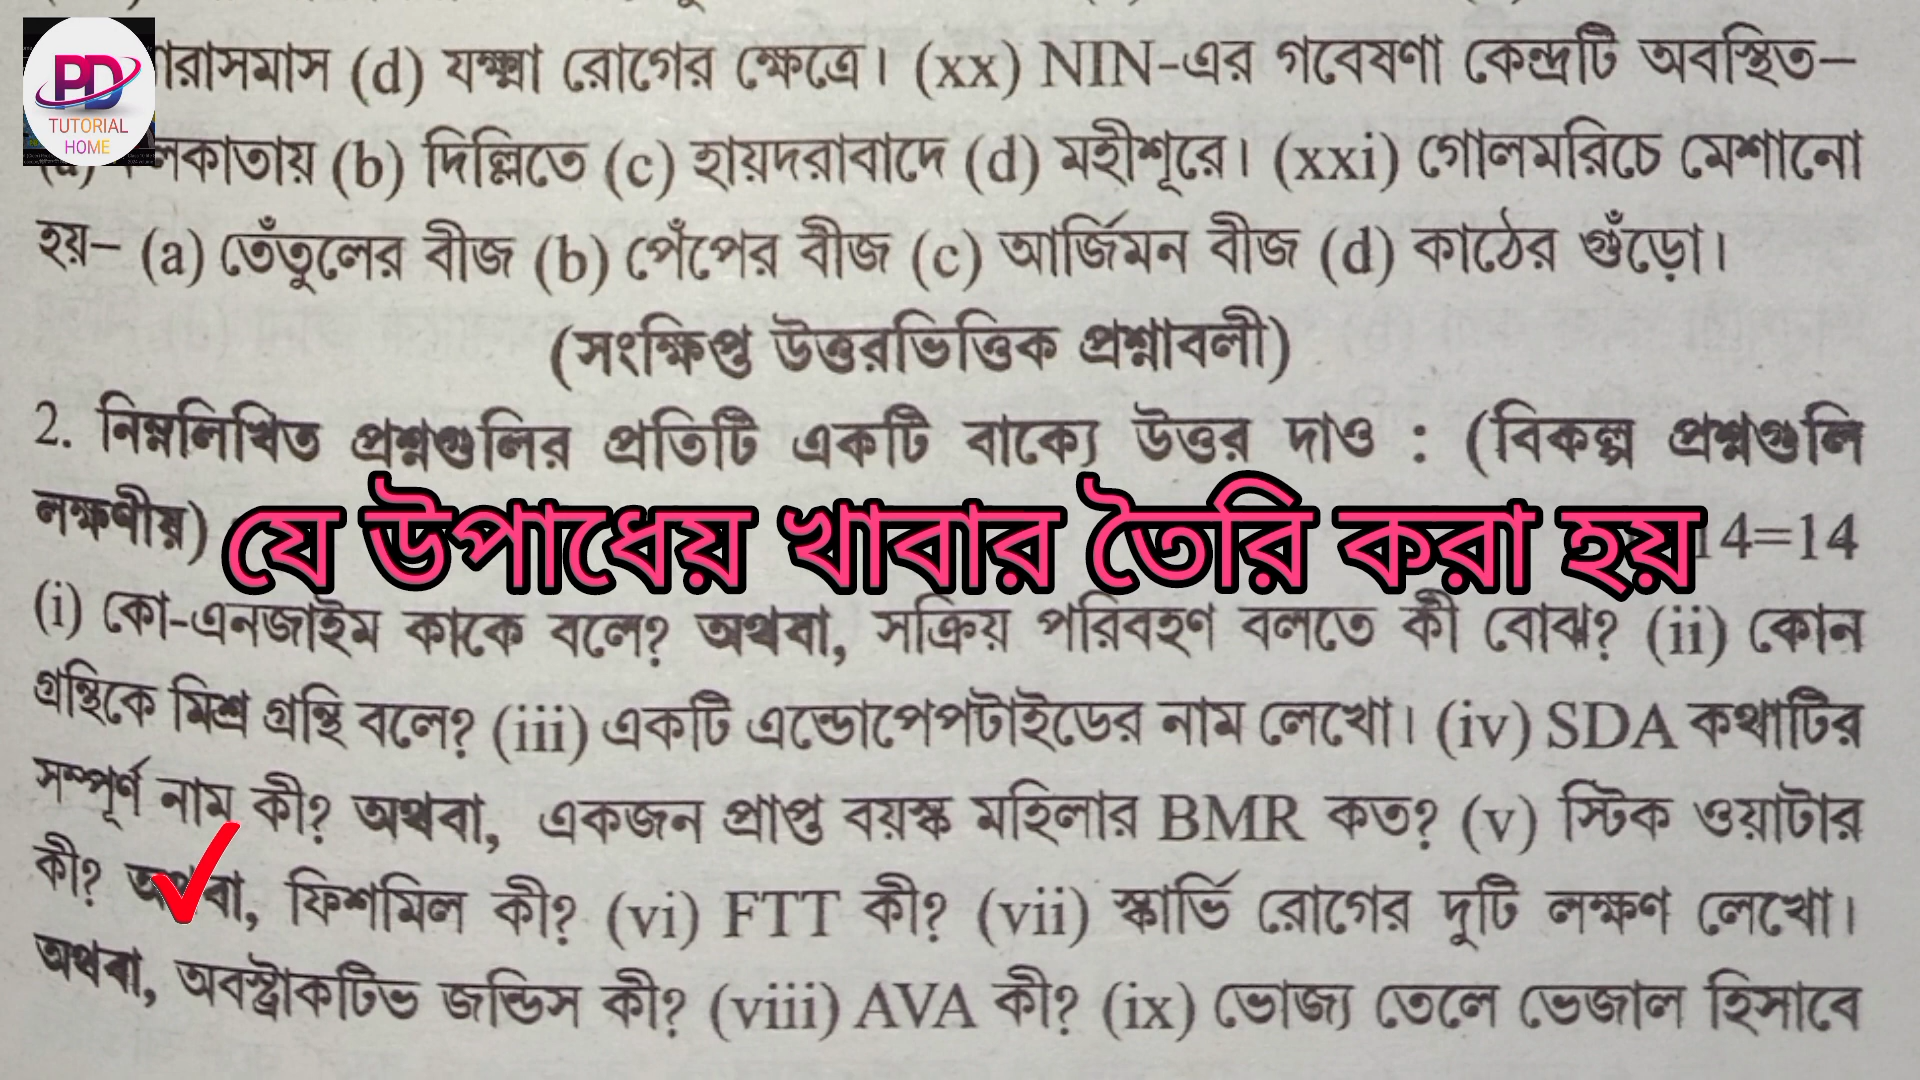 রাসমাস (d) যক্ষ্মা রোগের ক্ষেত্রে। (xx) NIN-এর গবেষণা কেন্দ্রটি অবস্থিত–
PD
TUTORIAL
HOME
লকাতায় (b) দিল্লিতে (c) হায়দরাবাদে (d) মহীশূরে। (xxi) গোলমরিচে মেশানো
হয়– (a) তেঁতুলের বীজ (b) পেঁপের বীজ (c) আর্জিমন বীজ (d) কাঠের গুঁড়ো।
(সংক্ষিপ্ত উত্তরভিত্তিক প্রশ্নাবলী)
2. নিম্নলিখিত প্রশ্নগুলির প্রতিটি একটি বাক্যে উত্তর দাও : (বিকল্প প্রশ্নগুলি
লক্ষণীয়) 14=14
যে উপাধেয় খাবার তৈরি করা হয়
(i) কো-এনজাইম কাকে বলে? অথবা, সক্রিয় পরিবহণ বলতে কী বোঝ? (ii) কোন
গ্রন্থিকে মিশ্র গ্রন্থি বলে? (iii) একটি এন্ডোপেপটাইডের নাম লেখো। (iv) SDA কথাটির
সম্পূর্ণ নাম কী? অথবা, একজন প্রাপ্ত বয়স্ক মহিলার BMR কত? (v) স্টিক ওয়াটার
কী? অথবা, ফিশমিল কী? (vi) FTT কী? (vii) স্কার্ভি রোগের দুটি লক্ষণ লেখো।
অথবা, অবস্ট্রাকটিভ জন্ডিস কী? (viii) AVA কী? (ix) ভোজ্য তেলে ভেজাল হিসাবে